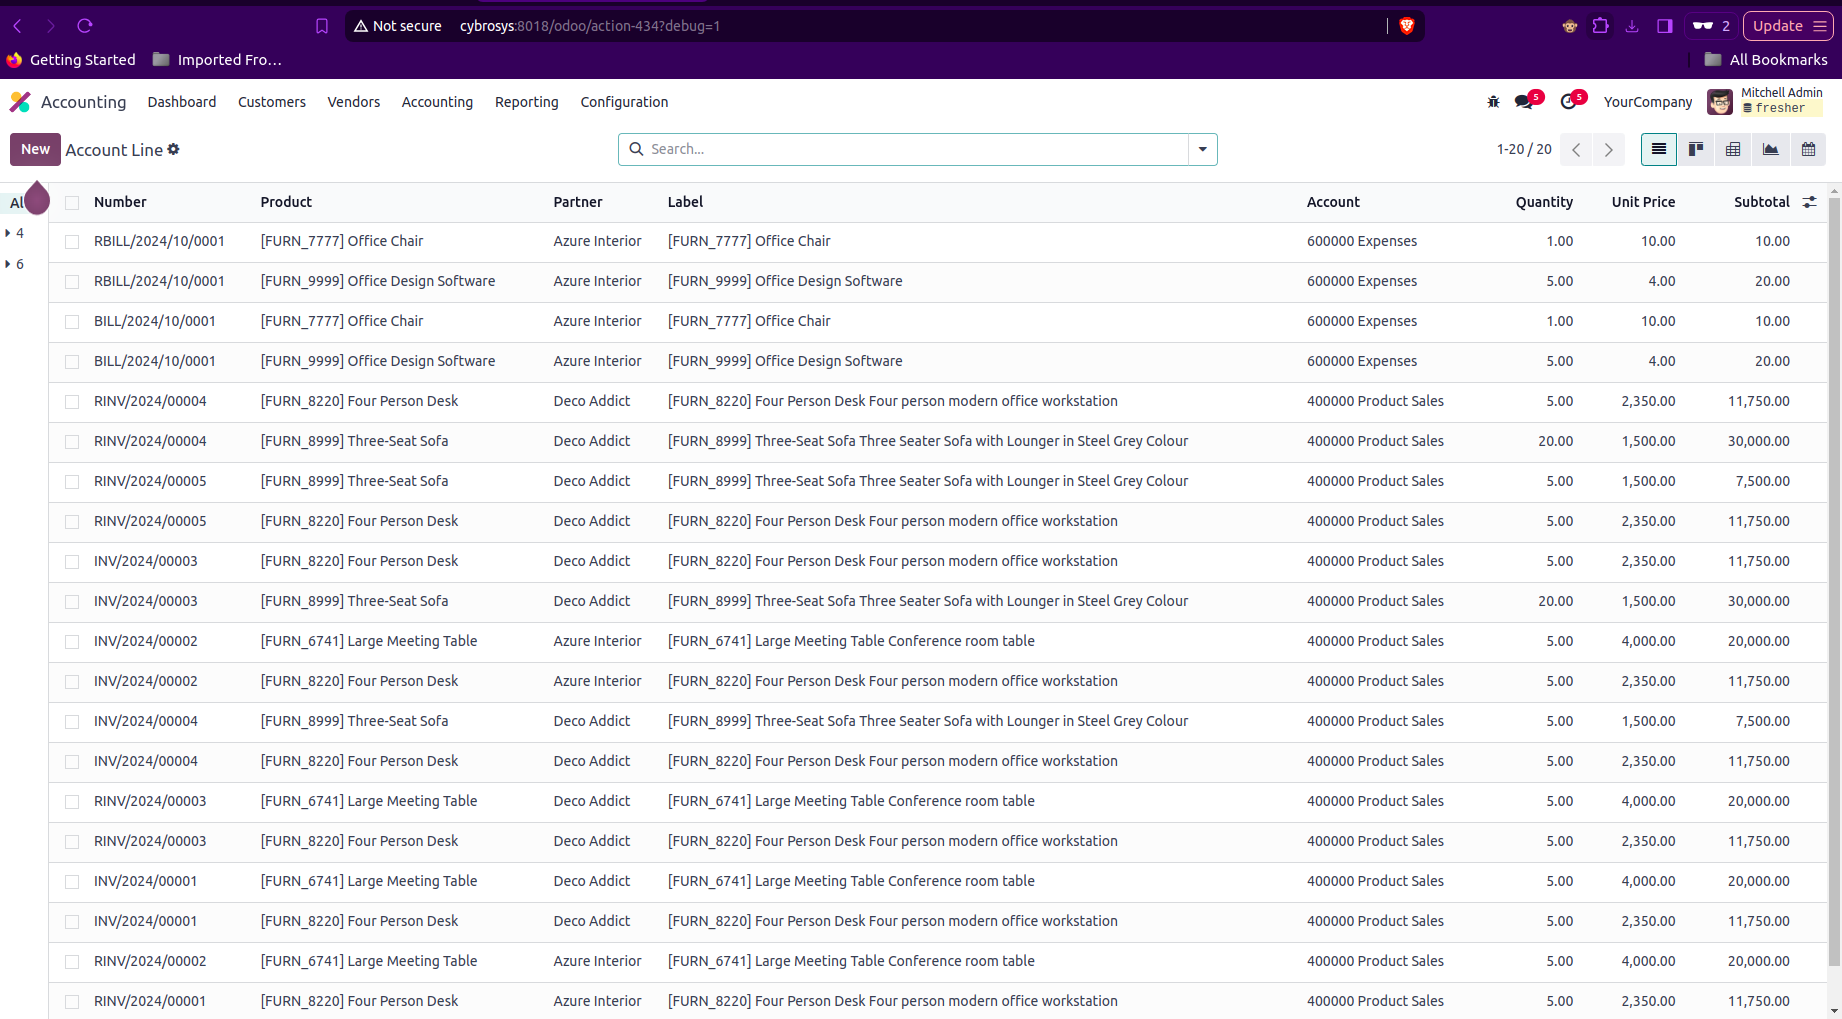 Not secure cybrosys:8018/odoo/action-434?debug=1 2 Update
Getting Started Imported Fro... All Bookmarks
Accounting Dashboard Customers Vendors Accounting Reporting Configuration 5 5 YourCompany Mitchell Admin
fresher
New Account Line Search... 1-20 / 20
Al Number Product Partner Label Account Quantity Unit Price Subtotal
4
6
RBILL/2024/10/0001 [FURN_7777] Office Chair Azure Interior [FURN_7777] Office Chair 600000 Expenses 1.00 10.00 10.00
RBILL/2024/10/0001 [FURN_9999] Office Design Software Azure Interior [FURN_9999] Office Design Software 600000 Expenses 5.00 4.00 20.00
BILL/2024/10/0001 [FURN_7777] Office Chair Azure Interior [FURN_7777] Office Chair 600000 Expenses 1.00 10.00 10.00
BILL/2024/10/0001 [FURN_9999] Office Design Software Azure Interior [FURN_9999] Office Design Software 600000 Expenses 5.00 4.00 20.00
RINV/2024/00004 [FURN_8220] Four Person Desk Deco Addict [FURN_8220] Four Person Desk Four person modern office workstation 400000 Product Sales 5.00 2,350.00 11,750.00
RINV/2024/00004 [FURN_8999] Three-Seat Sofa Deco Addict [FURN_8999] Three-Seat Sofa Three Seater Sofa with Lounger in Steel Grey Colour 400000 Product Sales 20.00 1,500.00 30,000.00
RINV/2024/00005 [FURN_8999] Three-Seat Sofa Deco Addict [FURN_8999] Three-Seat Sofa Three Seater Sofa with Lounger in Steel Grey Colour 400000 Product Sales 5.00 1,500.00 7,500.00
RINV/2024/00005 [FURN_8220] Four Person Desk Deco Addict [FURN_8220] Four Person Desk Four person modern office workstation 400000 Product Sales 5.00 2,350.00 11,750.00
INV/2024/00003 [FURN_8220] Four Person Desk Deco Addict [FURN_8220] Four Person Desk Four person modern office workstation 400000 Product Sales 5.00 2,350.00 11,750.00
INV/2024/00003 [FURN_8999] Three-Seat Sofa Deco Addict [FURN_8999] Three-Seat Sofa Three Seater Sofa with Lounger in Steel Grey Colour 400000 Product Sales 20.00 1,500.00 30,000.00
INV/2024/00002 [FURN_6741] Large Meeting Table Azure Interior [FURN_6741] Large Meeting Table Conference room table 400000 Product Sales 5.00 4,000.00 20,000.00
INV/2024/00002 [FURN_8220] Four Person Desk Azure Interior [FURN_8220] Four Person Desk Four person modern office workstation 400000 Product Sales 5.00 2,350.00 11,750.00
INV/2024/00004 [FURN_8999] Three-Seat Sofa Deco Addict [FURN_8999] Three-Seat Sofa Three Seater Sofa with Lounger in Steel Grey Colour 400000 Product Sales 5.00 1,500.00 7,500.00
INV/2024/00004 [FURN_8220] Four Person Desk Deco Addict [FURN_8220] Four Person Desk Four person modern office workstation 400000 Product Sales 5.00 2,350.00 11,750.00
RINV/2024/00003 [FURN_6741] Large Meeting Table Deco Addict [FURN_6741] Large Meeting Table Conference room table 400000 Product Sales 5.00 4,000.00 20,000.00
RINV/2024/00003 [FURN_8220] Four Person Desk Deco Addict [FURN_8220] Four Person Desk Four person modern office workstation 400000 Product Sales 5.00 2,350.00 11,750.00
INV/2024/00001 [FURN_6741] Large Meeting Table Deco Addict [FURN_6741] Large Meeting Table Conference room table 400000 Product Sales 5.00 4,000.00 20,000.00
INV/2024/00001 [FURN_8220] Four Person Desk Deco Addict [FURN_8220] Four Person Desk Four person modern office workstation 400000 Product Sales 5.00 2,350.00 11,750.00
RINV/2024/00002 [FURN_6741] Large Meeting Table Azure Interior [FURN_6741] Large Meeting Table Conference room table 400000 Product Sales 5.00 4,000.00 20,000.00
RINV/2024/00001 [FURN_8220] Four Person Desk Azure Interior [FURN_8220] Four Person Desk Four person modern office workstation 400000 Product Sales 5.00 2,350.00 11,750.00